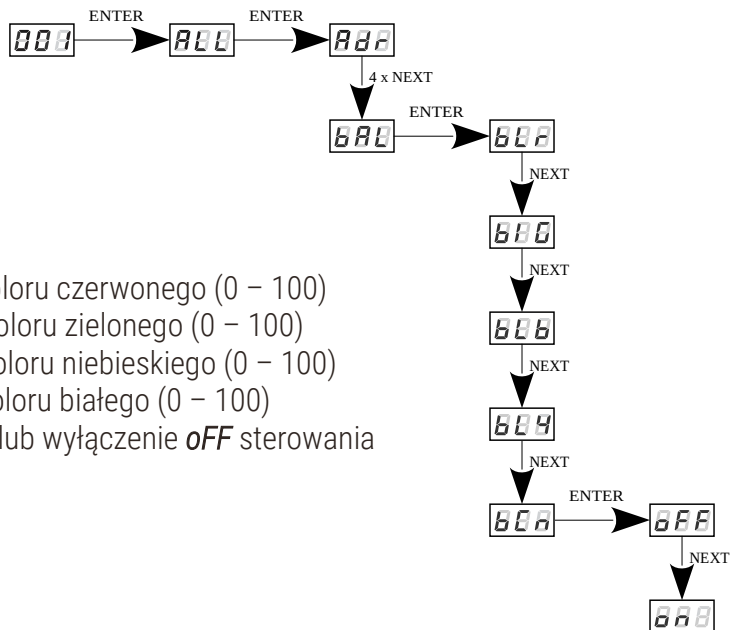 ENTER ENTER
001 ALL Adr
4 x NEXT
ENTER
bAL bLr
NEXT
b1G
NEXT
oloru czerwonego (0 – 100)
oloru zielonego (0 – 100)
bLb
oloru niebieskiego (0 – 100)
NEXT
oloru białego (0 – 100)
bL4
lub wyłączenie oFF sterowania
NEXT
ENTER
bCn oFF
NEXT
on